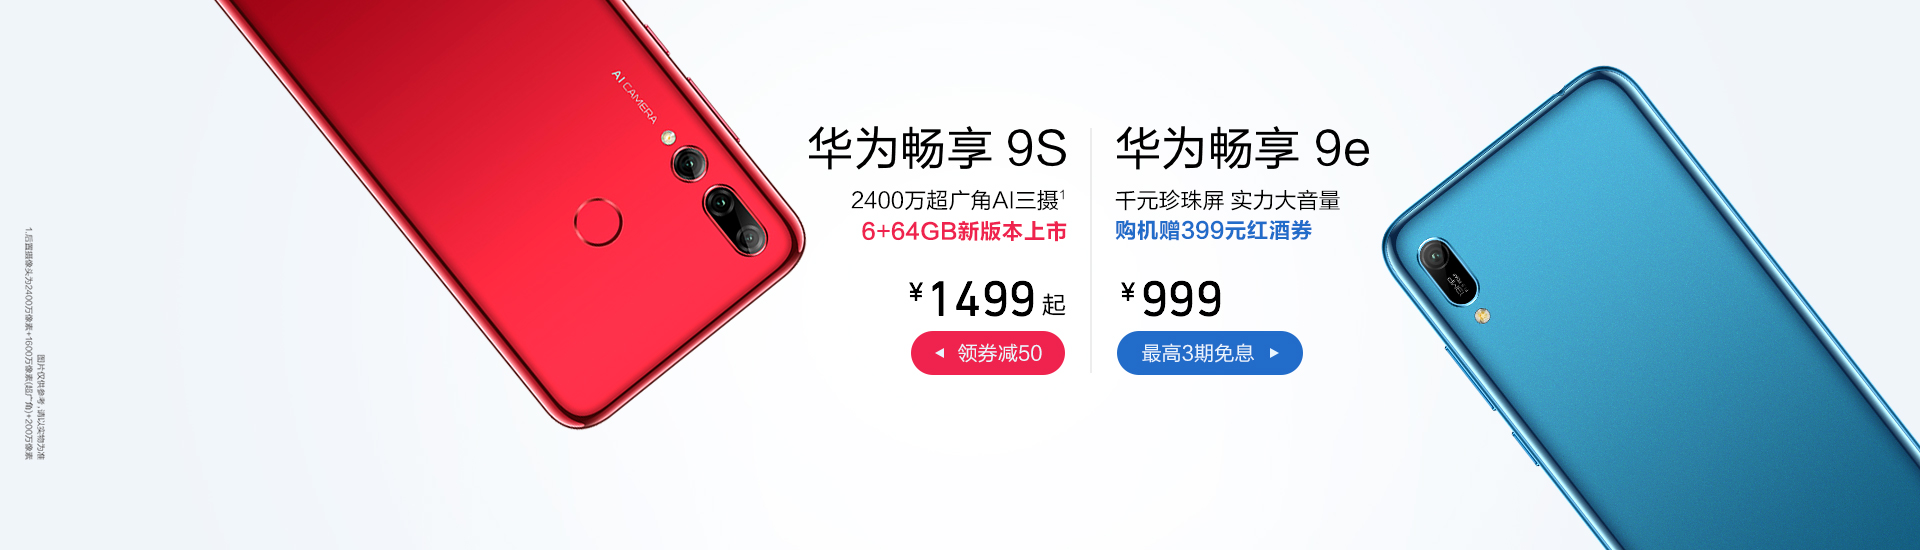 华为畅享 9S
2400万超广角AI三摄1
6+64GB新版本上市
¥1499起
领券减50
华为畅享 9e
千元珍珠屏 实力大音量
购机赠399元红酒券
¥999
最高3期免息
AI CAMERA
1.后置摄像头为2400万像素+1600万像素(超广角)+200万像素
图片仅供参考,请以实物为准